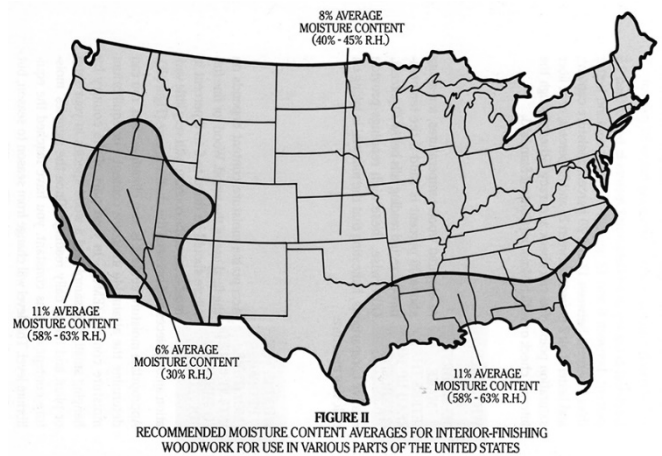 8% AVERAGE
MOISTURE CONTENT
(40% - 45% R.H.)
11% AVERAGE
MOISTURE CONTENT
(58% - 63% R.H.)
6% AVERAGE
MOISTURE CONTENT
(30% R.H.)
11% AVERAGE
MOISTURE CONTENT
(58% - 63% R.H.)
FIGURE II
RECOMMENDED MOISTURE CONTENT AVERAGES FOR INTERIOR-FINISHING
WOODWORK FOR USE IN VARIOUS PARTS OF THE UNITED STATES